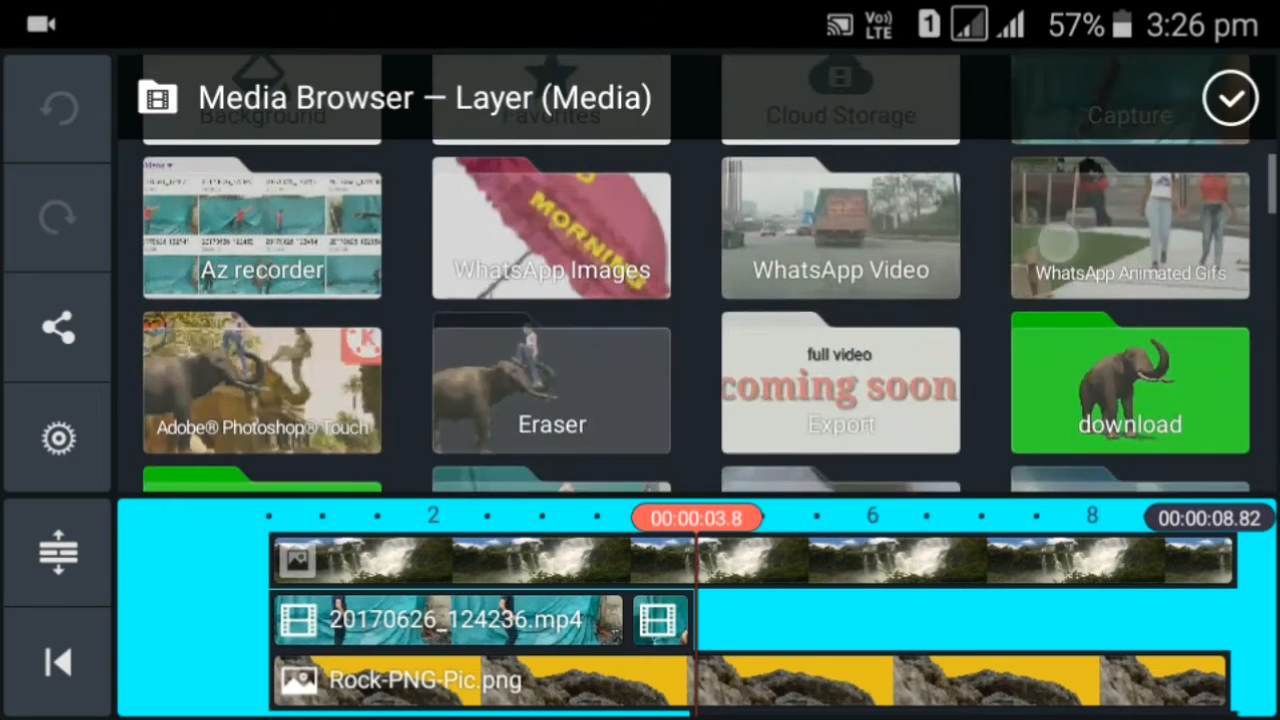 Vo)) LTE 1 57% 3:26 pm
Media Browser — Layer (Media)
Background Favorites Cloud Storage Capture
Az recorder WhatsApp Images WhatsApp Video WhatsApp Animated Gifs
MORNING
full video
coming soon
Adobe® Photoshop® Touch Eraser Export download
2 00:00:03.8 6 8 00:00:08.82
20170626_124236.mp4
Rock-PNG-Pic.png